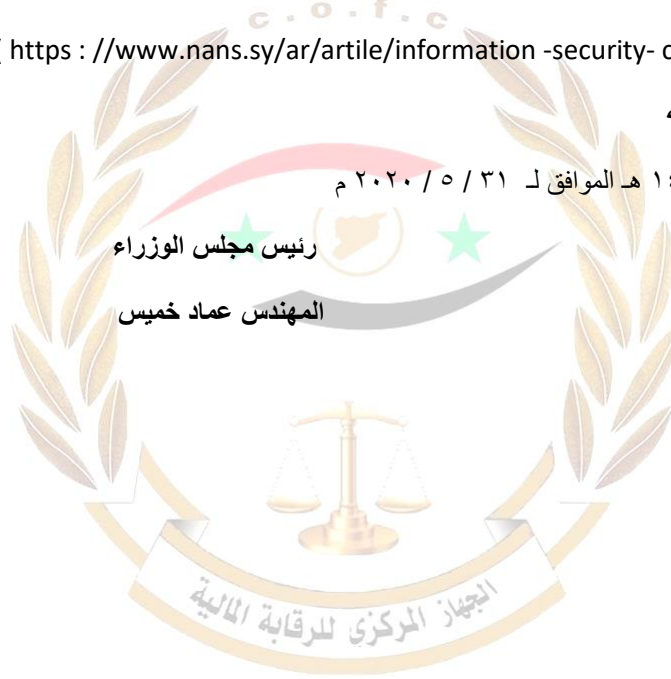 c . o . f . c
https : //www.nans.sy/ar/artile/information -security-
هـ الموافق لـ ٣١ / ٥ / ٢٠٢٠ م
رئيس مجلس الوزراء
المهندس عماد خميس
الجهاز المركزي للرقابة المالية